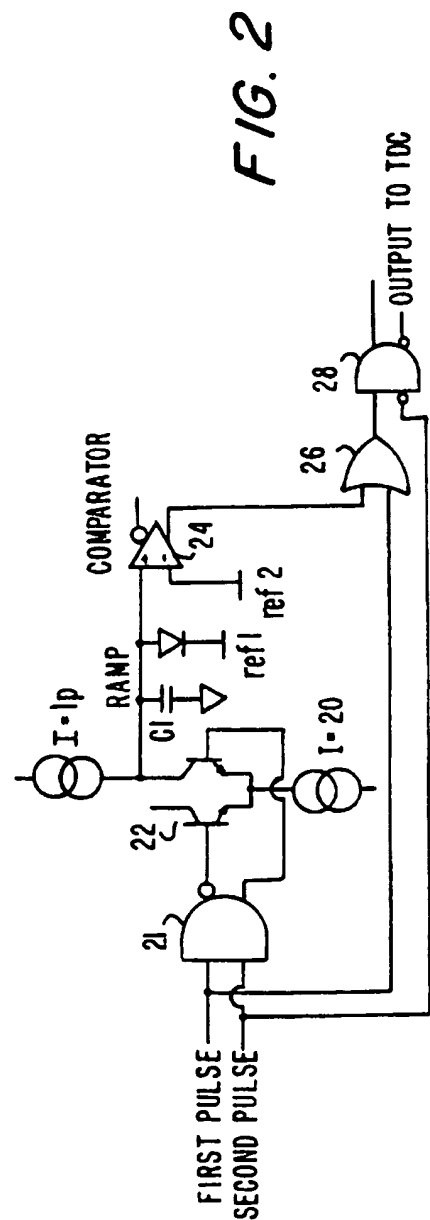 FIG. 2
I=Ip
RAMP
COMPARATOR
C1
24
ref1
ref2
22
21
I=20
FIRST PULSE
SECOND PULSE
26
28
OUTPUT TO TDC